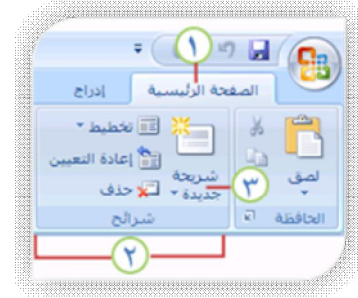 ١
الصفحة الرئيسية إدراج
لصق
شريحة جديدة
٣
تخطيط
إعادة التعيين
حذف
الحافظة شرائح
٢